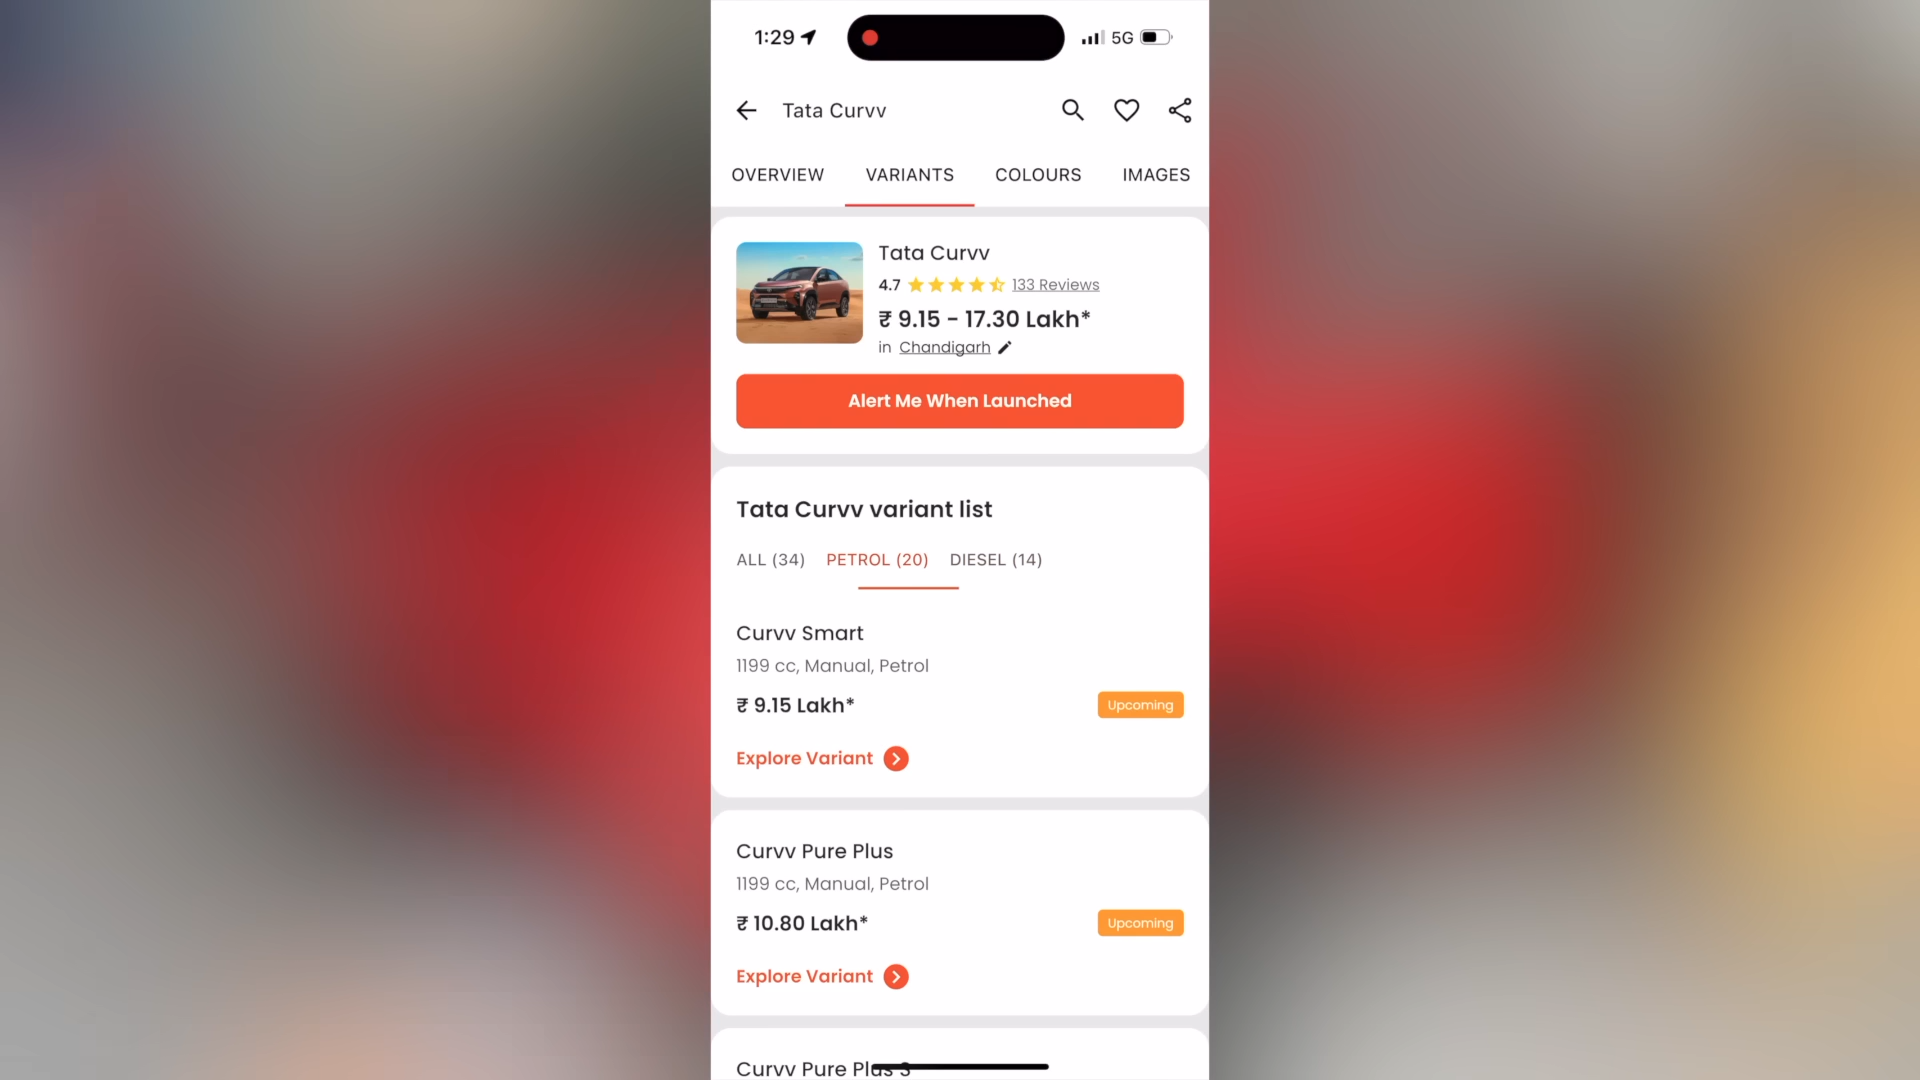 1:29
5G
Tata Curvv
OVERVIEW VARIANTS COLOURS IMAGES
Tata Curvv
4.7 133 Reviews
₹ 9.15 - 17.30 Lakh*
in Chandigarh
Alert Me When Launched
Tata Curvv variant list
ALL (34) PETROL (20) DIESEL (14)
Curvv Smart
1199 cc, Manual, Petrol
₹ 9.15 Lakh*
Upcoming
Explore Variant
Curvv Pure Plus
1199 cc, Manual, Petrol
₹ 10.80 Lakh*
Upcoming
Explore Variant
Curvv Pure Plus S